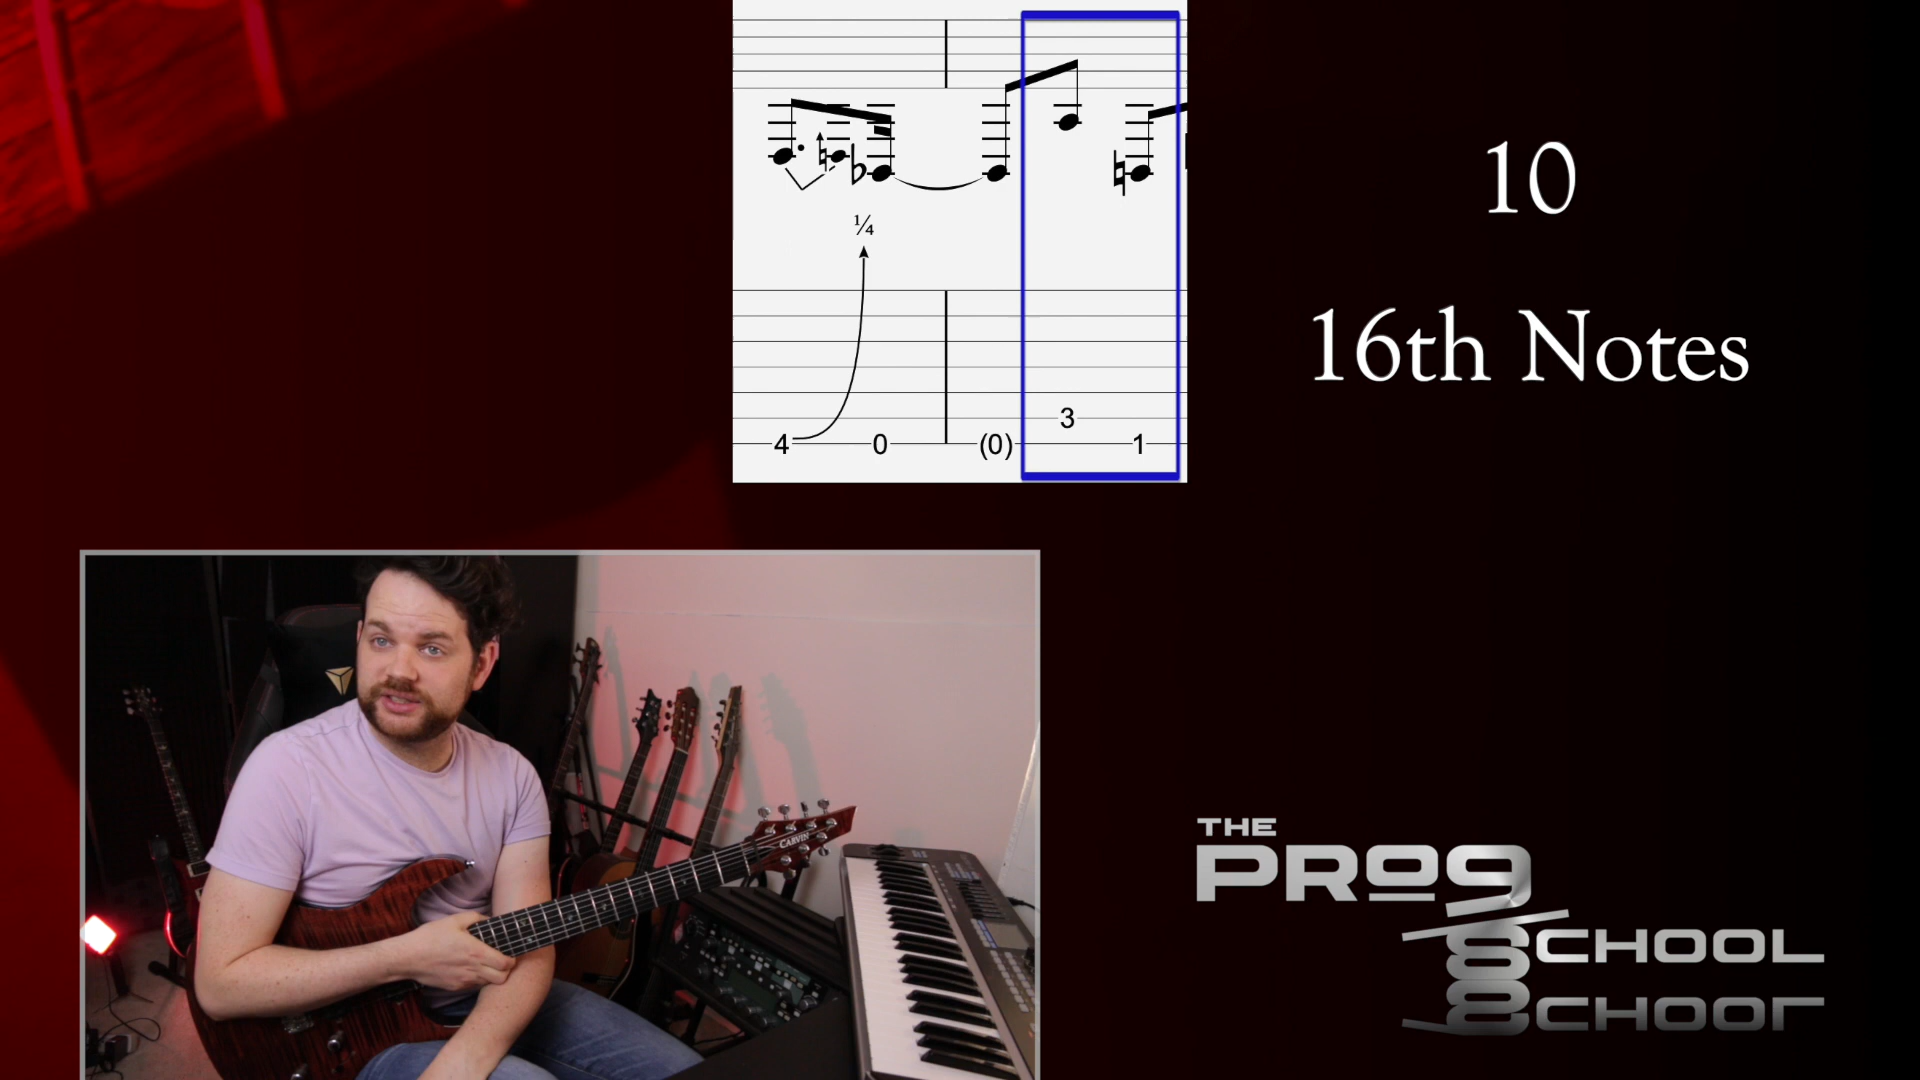 ¼
4 0 (0) 3 1
10
16th Notes
CARVIN
THE
PROG
SCHOOL